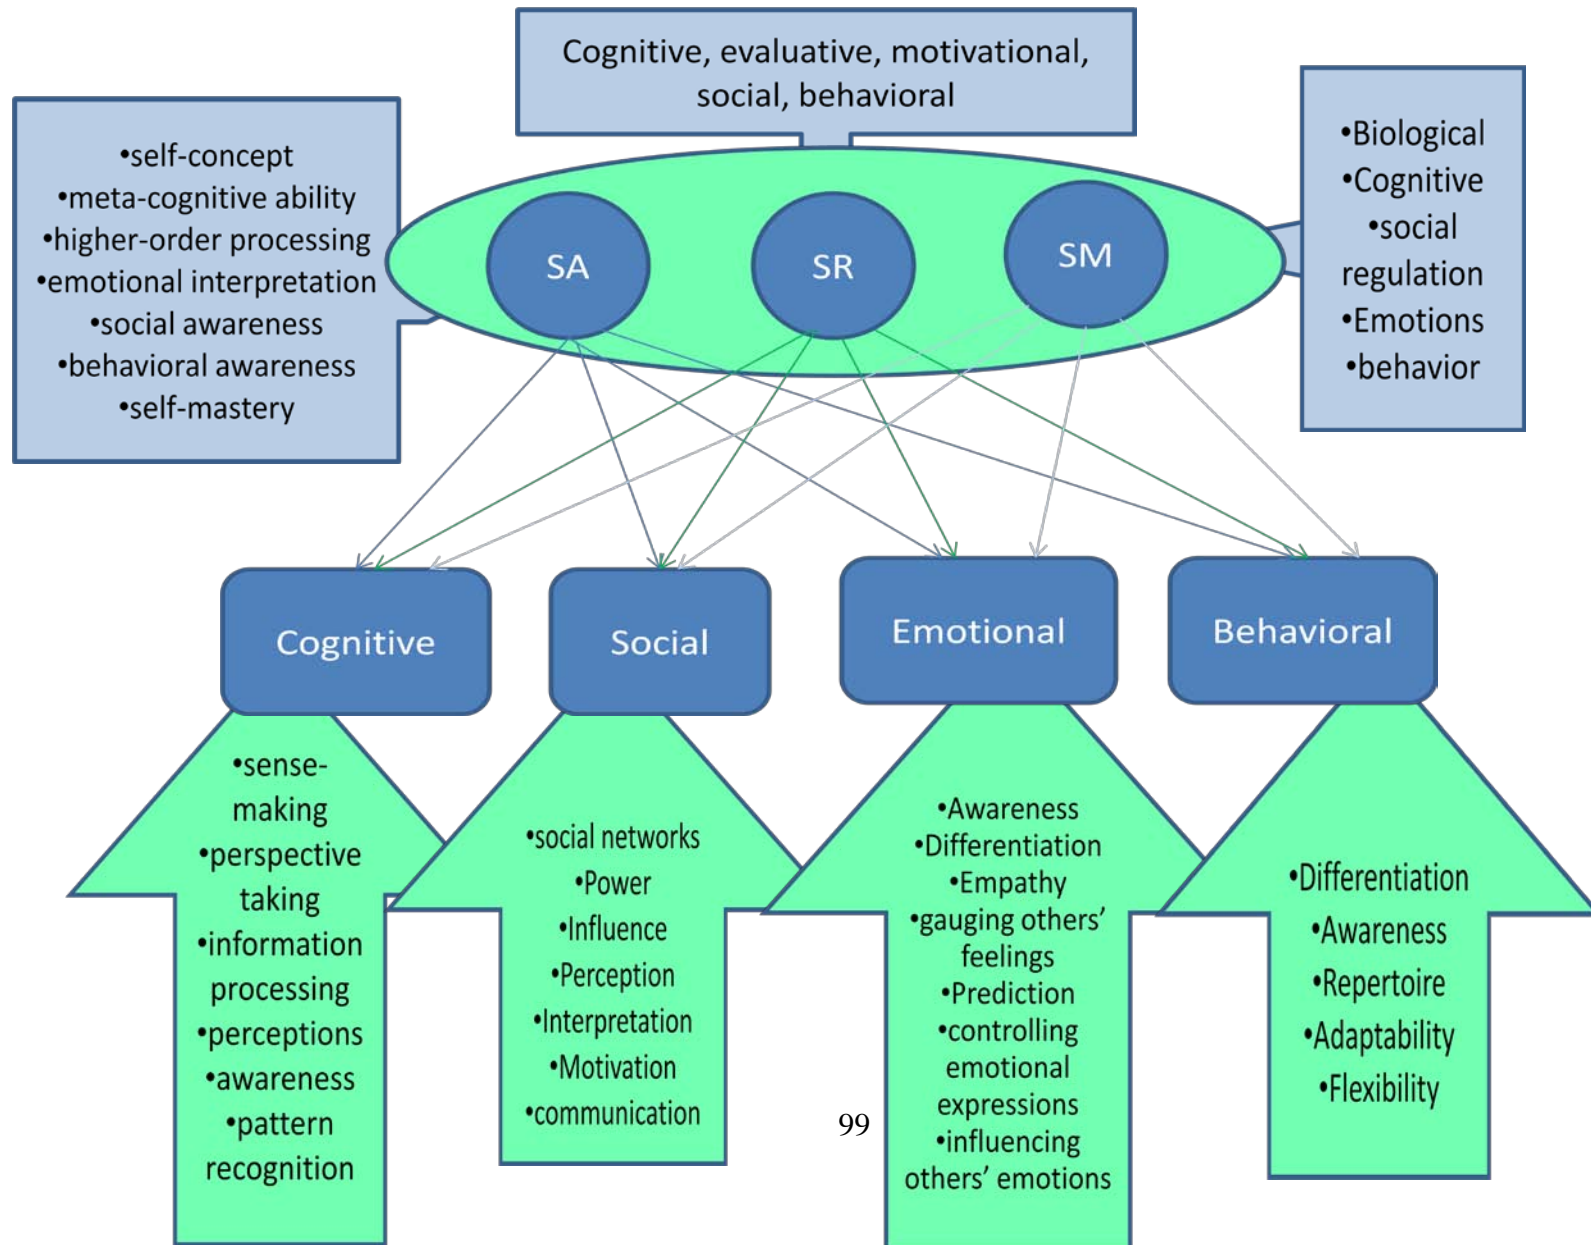 Cognitive, evaluative, motivational,
social, behavioral
•self-concept
•meta-cognitive ability
•higher-order processing
•emotional interpretation
•social awareness
•behavioral awareness
•self-mastery
SA
SR
SM
•Biological
•Cognitive
•social
regulation
•Emotions
•behavior
Cognitive
Social
Emotional
Behavioral
•sense-
making
•perspective
taking
•information
processing
•perceptions
•awareness
•pattern
recognition
•social networks
•Power
•Influence
•Perception
•Interpretation
•Motivation
•communication
•Awareness
•Differentiation
•Empathy
•gauging others’
feelings
•Prediction
•controlling
emotional
expressions
•influencing
others’ emotions
•Differentiation
•Awareness
•Repertoire
•Adaptability
•Flexibility
99